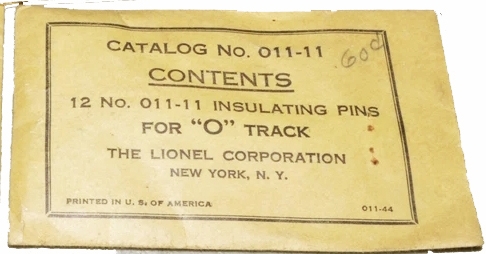 CATALOG No. 011-11
.60¢
CONTENTS
12 No. 011-11 INSULATING PINS
FOR "O" TRACK
THE LIONEL CORPORATION
NEW YORK, N. Y.
PRINTED IN U. S. OF AMERICA
011-44